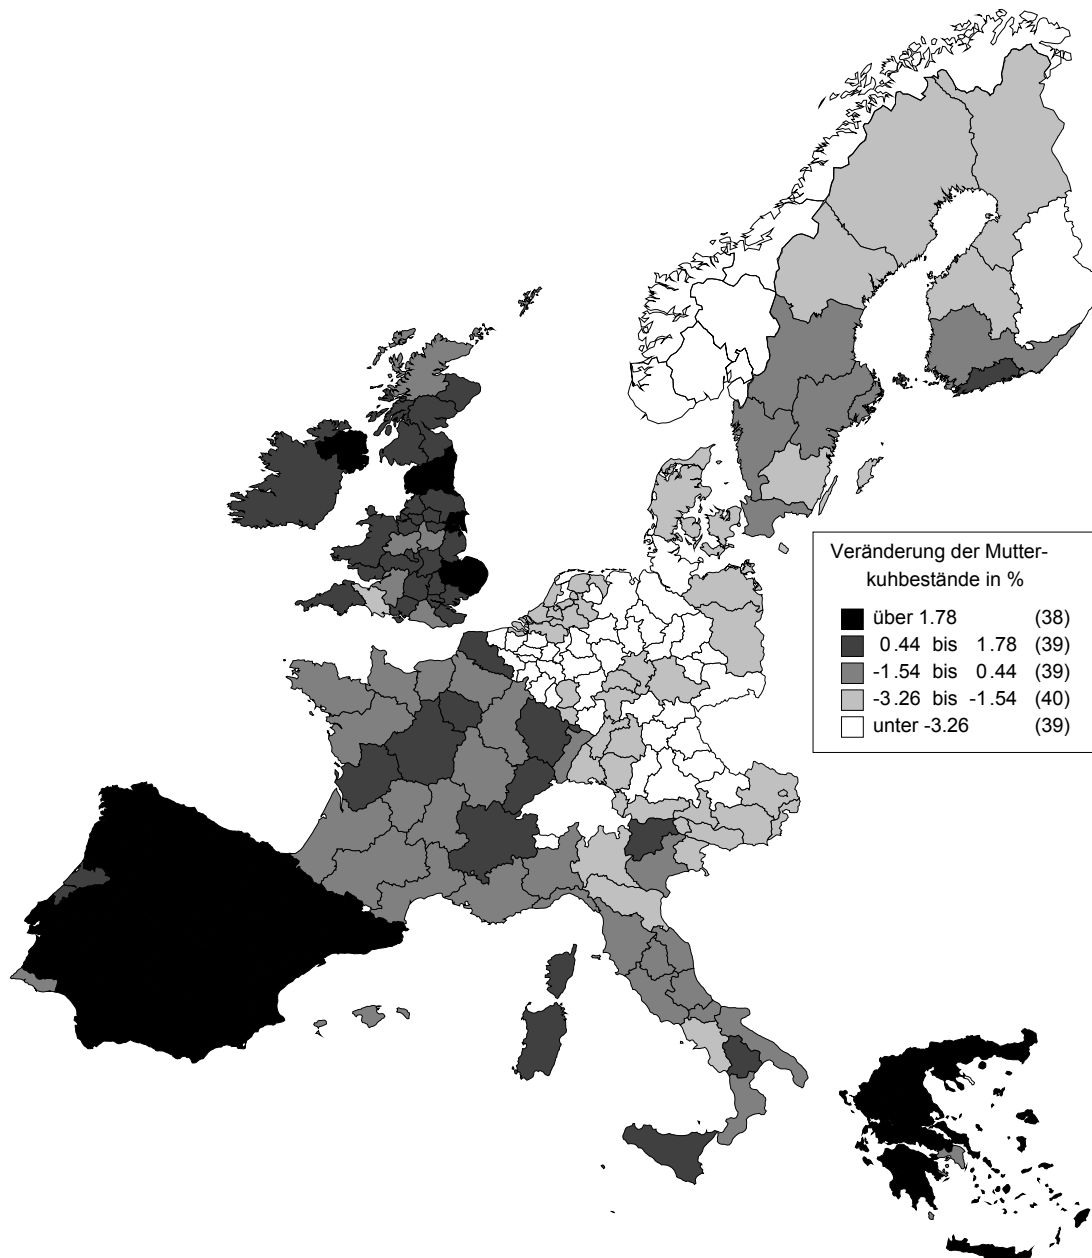 Veränderung der Mutter-
kuhbestände in %
über 1.78 (38)
0.44 bis 1.78 (39)
-1.54 bis 0.44 (39)
-3.26 bis -1.54 (40)
unter -3.26 (39)